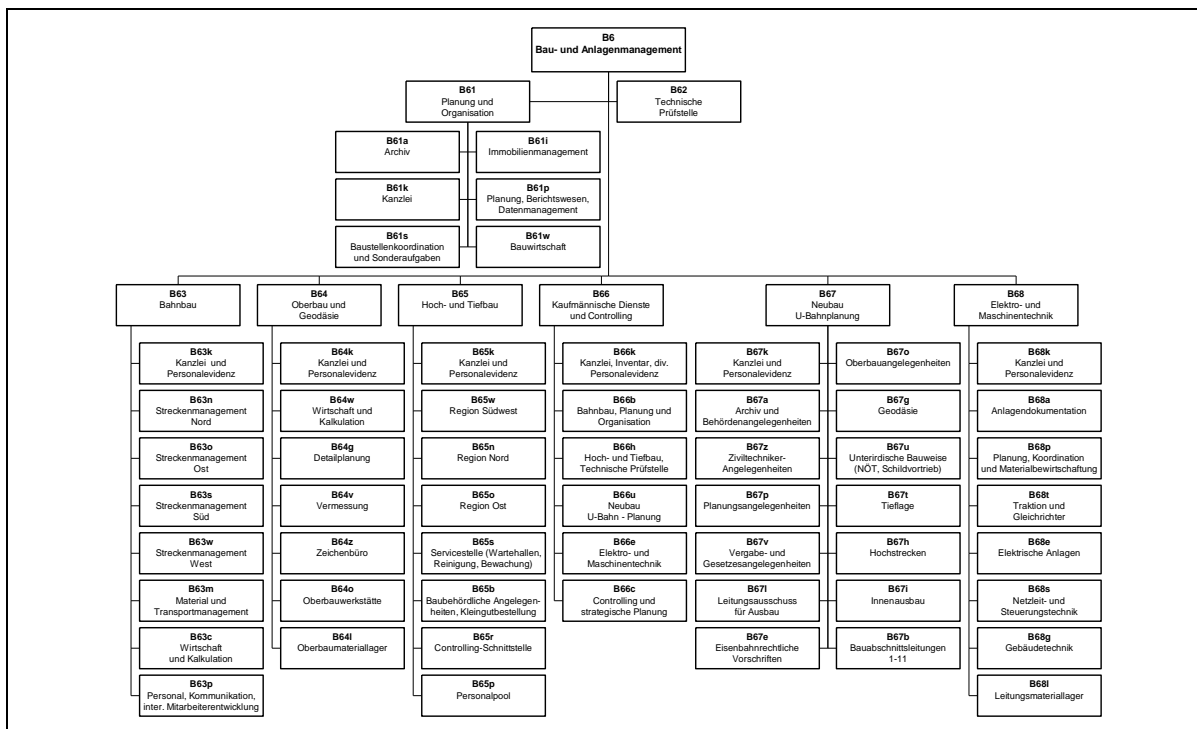 B6
Bau- und Anlagenmanagement
B61
Planung und
Organisation
B62
Technische
Prüfstelle
B61a
Archiv
B61i
Immobilienmanagement
B61k
Kanzlei
B61p
Planung, Berichtswesen,
Datenmanagement
B61s
Baustellenkoordination
und Sonderaufgaben
B61w
Bauwirtschaft
B63
Bahnbau
B63k
Kanzlei und
Personalevidenz
B63n
Streckenmanagement
Nord
B63o
Streckenmanagement
Ost
B63s
Streckenmanagement
Süd
B63w
Streckenmanagement
West
B63m
Material und
Transportmanagement
B63c
Wirtschaft
und Kalkulation
B63p
Personal, Kommunikation,
inter. Mitarbeiterentwicklung
B64
Oberbau und
Geodäsie
B64k
Kanzlei und
Personalevidenz
B64w
Wirtschaft und
Kalkulation
B64g
Detailplanung
B64v
Vermessung
B64z
Zeichenbüro
B64o
Oberbauwerkstätte
B64l
Oberbaumateriallager
B65
Hoch- und Tiefbau
B65k
Kanzlei und
Personalevidenz
B65w
Region Südwest
B65n
Region Nord
B65o
Region Ost
B65s
Servicestelle (Wartehallen,
Reinigung, Bewachung)
B65b
Baubehördliche Angelegen-
heiten, Kleingutbestellung
B65r
Controlling-Schnittstelle
B65p
Personalpool
B66
Kaufmännische Dienste
und Controlling
B66k
Kanzlei, Inventar, div.
Personalevidenz
B66b
Bahnbau, Planung und
Organisation
B66h
Hoch- und Tiefbau,
Technische Prüfstelle
B66u
Neubau
U-Bahn - Planung
B66e
Elektro- und
Maschinentechnik
B66c
Controlling und
strategische Planung
B67
Neubau
U-Bahnplanung
B67k
Kanzlei und
Personalevidenz
B67o
Oberbauangelegenheiten
B67a
Archiv und
Behördenangelegenheiten
B67g
Geodäsie
B67z
Ziviltechniker-
Angelegenheiten
B67u
Unterirdische Bauweise
(NÖT, Schildvortrieb)
B67p
Planungsangelegenheiten
B67t
Tieflage
B67v
Vergabe- und
Gesetzesangelegenheiten
B67h
Hochstrecken
B67l
Leitungsausschuss
für Ausbau
B67i
Innenausbau
B67e
Eisenbahnrechtliche
Vorschriften
B67b
Bauabschnittsleitungen
1-11
B68
Elektro- und
Maschinentechnik
B68k
Kanzlei und
Personalevidenz
B68a
Anlagendokumentation
B68p
Planung, Koordination
und Materialbewirtschaftung
B68t
Traktion und
Gleichrichter
B68e
Elektrische Anlagen
B68s
Netzleit- und
Steuerungstechnik
B68g
Gebäudetechnik
B68l
Leitungsmateriallager